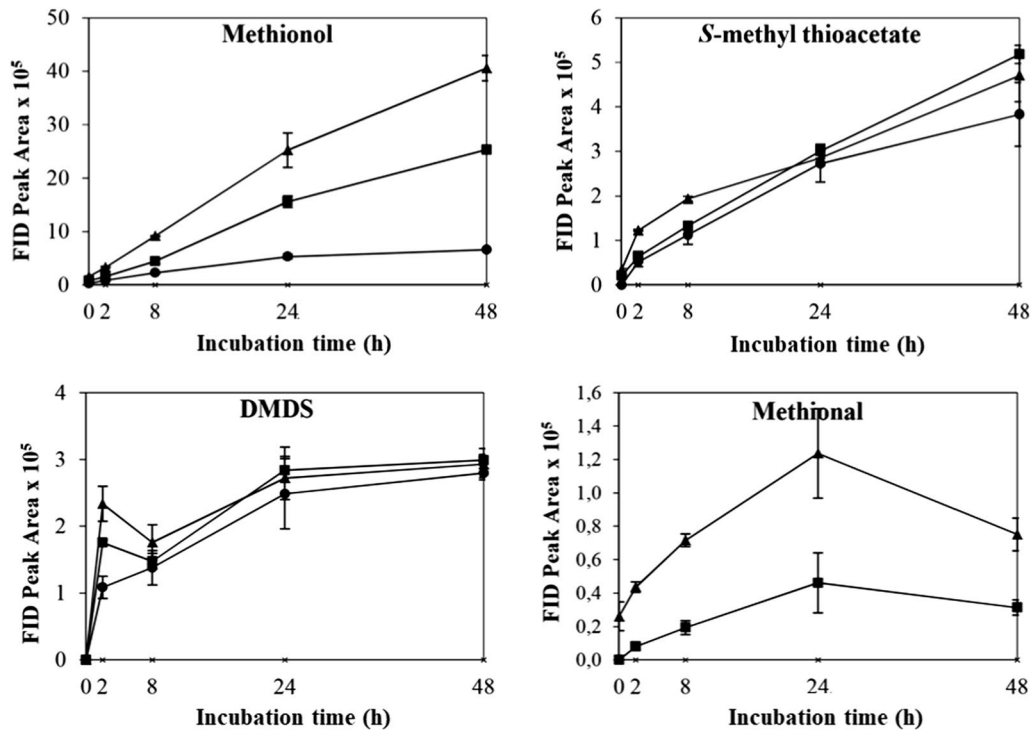 Methionol
FID Peak Area x 10⁵
50
40
30
20
10
0
0 2 8 24 48
Incubation time (h)
S-methyl thioacetate
FID Peak Area x 10⁵
6
5
4
3
2
1
0
0 2 8 24 48
Incubation time (h)
DMDS
FID Peak Area x 10⁵
4
3
2
1
0
0 2 8 24 48
Incubation time (h)
Methional
FID Peak Area x 10⁵
1,6
1,4
1,2
1,0
0,8
0,6
0,4
0,2
0,0
0 2 8 24 48
Incubation time (h)